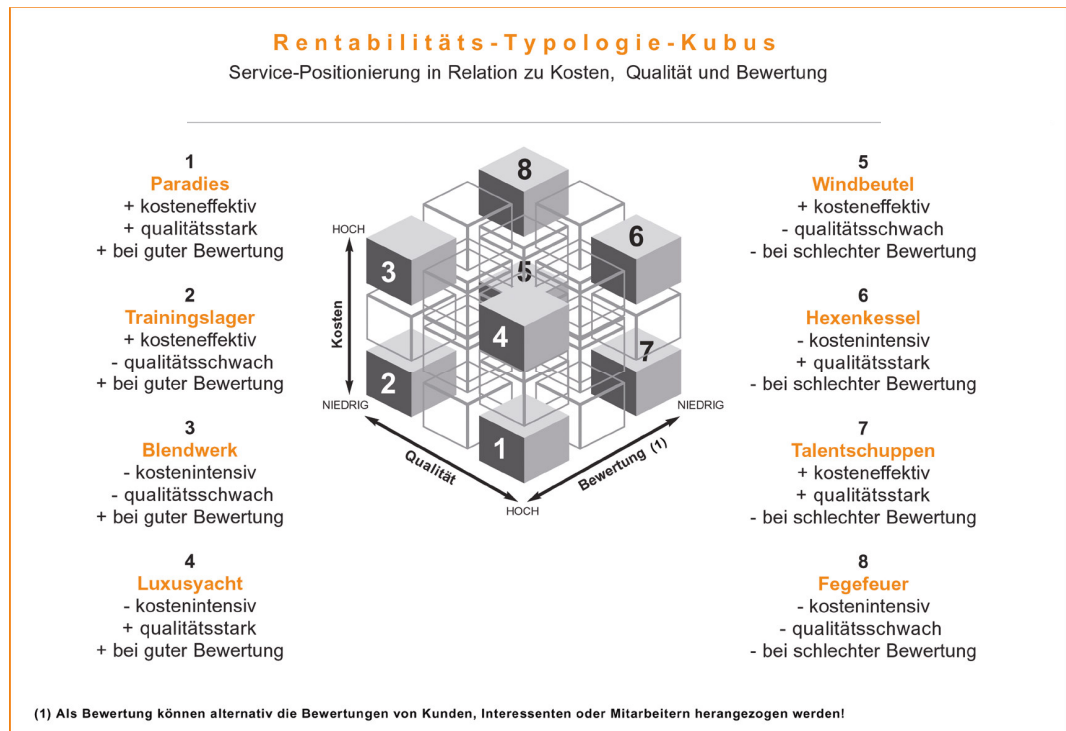 Rentabilitäts-Typologie-Kubus
Service-Positionierung in Relation zu Kosten, Qualität und Bewertung
1
Paradies
+ kosteneffektiv
+ qualitätsstark
+ bei guter Bewertung
2
Trainingslager
+ kosteneffektiv
- qualitätsschwach
+ bei guter Bewertung
3
Blendwerk
- kostenintensiv
- qualitätsschwach
+ bei guter Bewertung
4
Luxusyacht
- kostenintensiv
+ qualitätsstark
+ bei guter Bewertung
8
HOCH
3
6
5
Kosten
4
7
2
NIEDRIG
NIEDRIG
1
Qualität
Bewertung (1)
HOCH
5
Windbeutel
+ kosteneffektiv
- qualitätsschwach
- bei schlechter Bewertung
6
Hexenkessel
- kostenintensiv
+ qualitätsstark
- bei schlechter Bewertung
7
Talentschuppen
+ kosteneffektiv
+ qualitätsstark
- bei schlechter Bewertung
8
Fegefeuer
- kostenintensiv
- qualitätsschwach
- bei schlechter Bewertung
(1) Als Bewertung können alternativ die Bewertungen von Kunden, Interessenten oder Mitarbeitern herangezogen werden!